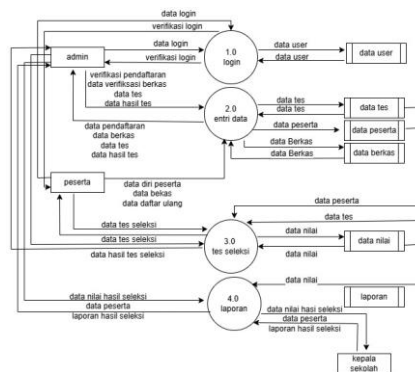 data login
verifikasi login
data login
verifikasi login
admin
1.0
login
data user
data user
data user
verifikasi pendaftaran
data verifikasi berkas
data tes
data hasil tes
2.0
entri data
data tes
data tes
data tes
data peserta
data peserta
data Berkas
data Berkas
data berkas
data pendaftaran
data berkas
data tes
data hasil tes
peserta
data diri peserta
data bekas
data daftar ulang
data peserta
data tes
data tes seleksi
data tes seleksi
data hasil tes seleksi
3.0
tes seleksi
data nilai
data nilai
data nilai
data nilai
4.0
laporan
laporan
data nilai hasil seleksi
data peserta
laporan hasil seleksi
data nilai hasi seleksi
data peserta
laporan hasil seleksi
kepala
sekolah